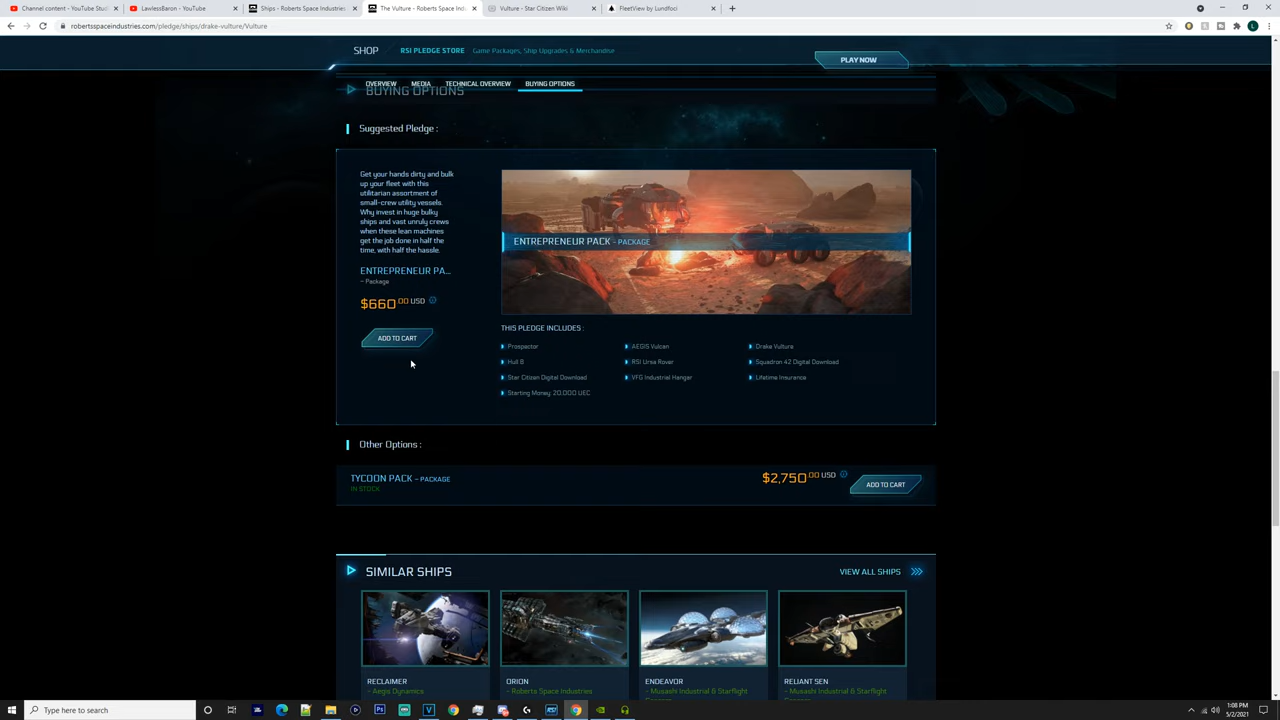 Channel content - YouTube Stud
LawlessBaron - YouTube
Ships - Roberts Space Industries
The Vulture - Roberts Space Ind
Vulture - Star Citizen Wiki
FleetView by Lundfoci
robertsspaceindustries.com/pledge/ships/drake-vulture/Vulture
SHOP
RSI PLEDGE STORE
Game Packages, Ship Upgrades & Merchandise
PLAY NOW
OVERVIEW
MEDIA
TECHNICAL OVERVIEW
BUYING OPTIONS
BUYING OPTIONS
Suggested Pledge :
Get your hands dirty and bulk
up your fleet with this
utilitarian assortment of
small-crew utility vessels.
Why invest in huge bulky
ships and vast unruly crews
when these lean machines
get the job done in half the
time, with half the hassle.
ENTREPRENEUR PA...
- Package
$660.00 USD
ADD TO CART
ENTREPRENEUR PACK - PACKAGE
THIS PLEDGE INCLUDES :
Prospector
AEGIS Vulcan
Drake Vulture
Hull B
RSI Ursa Rover
Squadron 42 Digital Download
Star Citizen Digital Download
VFG Industrial Hangar
Lifetime Insurance
Starting Money: 20,000 UEC
Other Options :
TYCOON PACK - PACKAGE
IN STOCK
$2,750.00 USD
ADD TO CART
SIMILAR SHIPS
VIEW ALL SHIPS
RECLAIMER
- Aegis Dynamics
ORION
- Roberts Space Industries
ENDEAVOR
- Musashi Industrial & Starflight
RELIANT SEN
- Musashi Industrial & Starflight
Type here to search
1:08 PM
5/2/2021